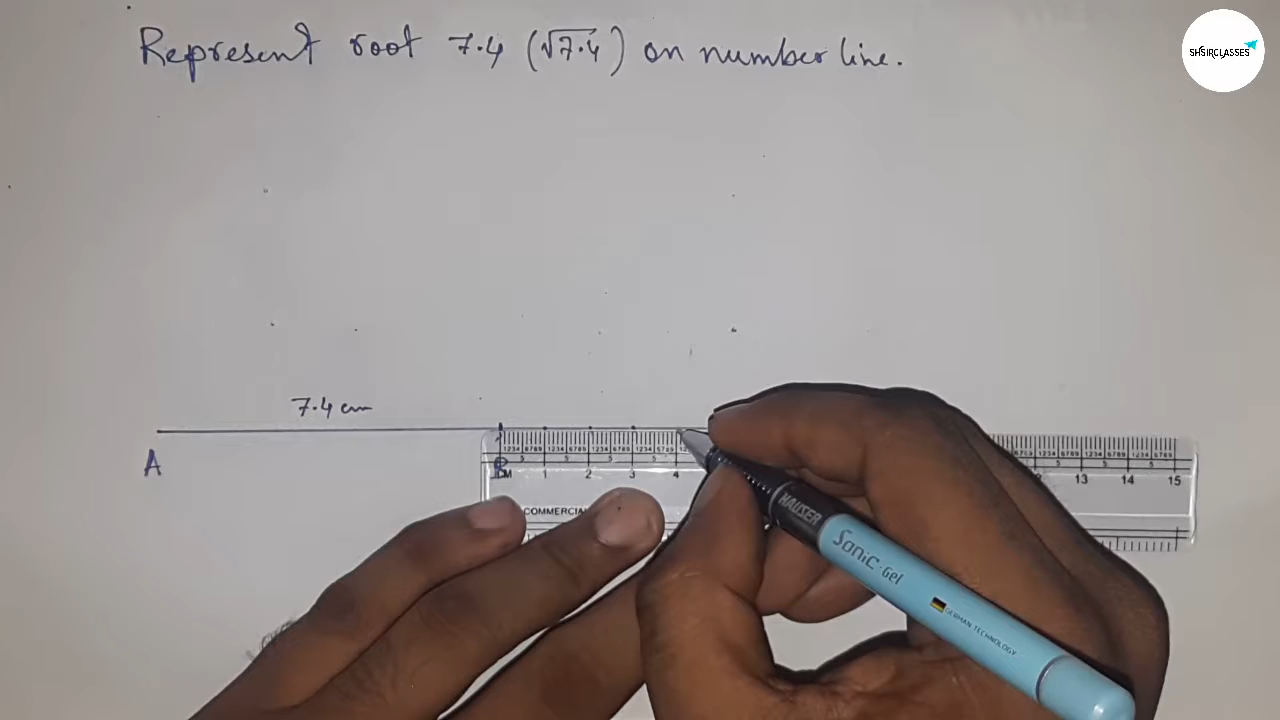 Represent root 7.4 (√7.4) on number line.
SHSIRCLASSES
7.4 cm
A
B
1 2 3 4 13 14 15
COMMERCIAL
HAUSER
Sonic Gel
GERMAN TECHNOLOGY